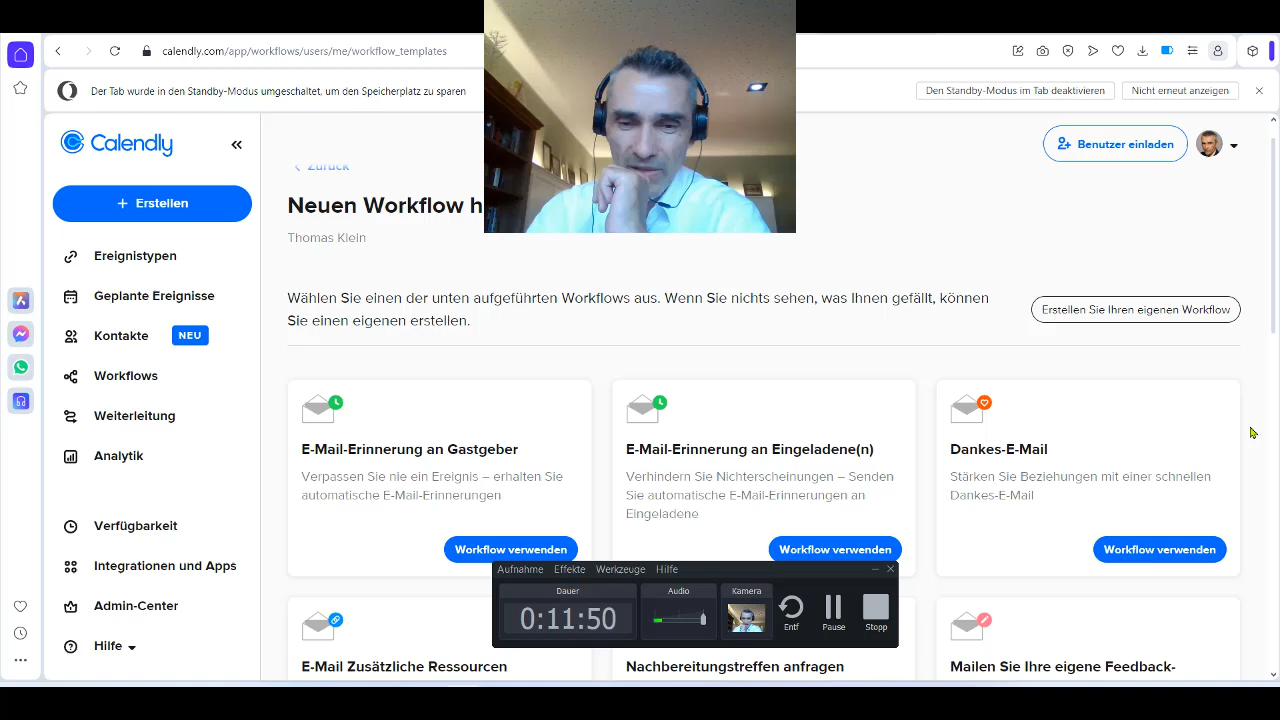 calendly.com/app/workflows/users/me/workflow_templates
Der Tab wurde in den Standby-Modus umgeschaltet, um den Speicherplatz zu sparen
Den Standby-Modus im Tab deaktivieren
Nicht erneut anzeigen
Calendly
Benutzer einladen
Zurück
+ Erstellen
Neuen Workflow h
Thomas Klein
Ereignistypen
Geplante Ereignisse
Kontakte NEU
Workflows
Weiterleitung
Analytik
Verfügbarkeit
Integrationen und Apps
Admin-Center
Hilfe
Wählen Sie einen der unten aufgeführten Workflows aus. Wenn Sie nichts sehen, was Ihnen gefällt, können
Sie einen eigenen erstellen.
Erstellen Sie Ihren eigenen Workflow
E-Mail-Erinnerung an Gastgeber
Verpassen Sie nie ein Ereignis – erhalten Sie
automatische E-Mail-Erinnerungen
Workflow verwenden
E-Mail-Erinnerung an Eingeladene(n)
Verhindern Sie Nichterscheinungen – Senden
Sie automatische E-Mail-Erinnerungen an
Eingeladene
Workflow verwenden
Dankes-E-Mail
Stärken Sie Beziehungen mit einer schnellen
Dankes-E-Mail
Workflow verwenden
Aufnahme Effekte Werkzeuge Hilfe
Dauer
0:11:50
Audio
Kamera
Entf
Pause
Stopp
E-Mail Zusätzliche Ressourcen
Nachbereitungstreffen anfragen
Mailen Sie Ihre eigene Feedback-